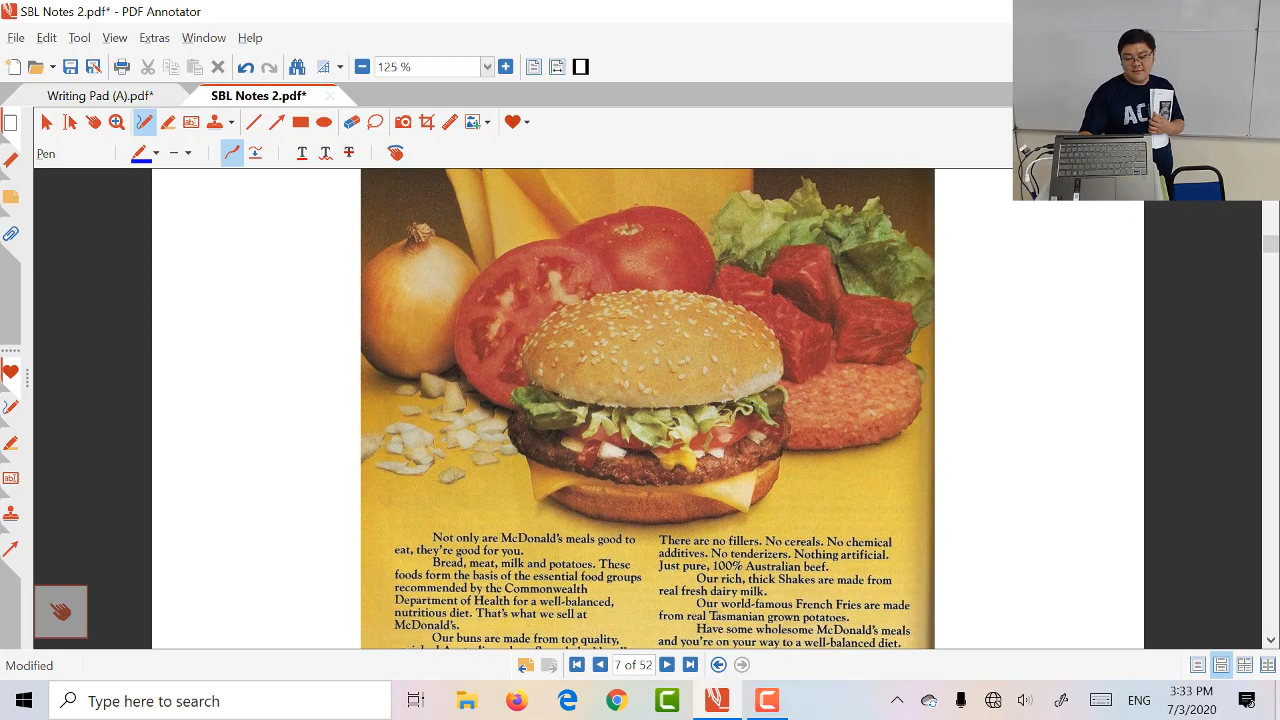 SBL Notes 2.pdf* - PDF Annotator
File Edit Tool View Extras Window Help
125 %
Writing Pad (A).pdf* SBL Notes 2.pdf*
Pen
AC
Not only are McDonald's meals good to
eat, they're good for you.
Bread, meat, milk and potatoes. These
foods form the basis of the essential food groups
recommended by the Commonwealth
Department of Health for a well-balanced,
nutritious diet. That's what we sell at
McDonald's.
Our buns are made from top quality,
There are no fillers. No cereals. No chemical
additives. No tenderizers. Nothing artificial.
Just pure, 100% Australian beef.
Our rich, thick Shakes are made from
real fresh dairy milk.
Our world-famous French Fries are made
from real Tasmanian grown potatoes.
Have some wholesome McDonald's meals
and you're on your way to a well-balanced diet.
Modified
7 of 52
Type here to search
ENG
3:33 PM
7/3/2020